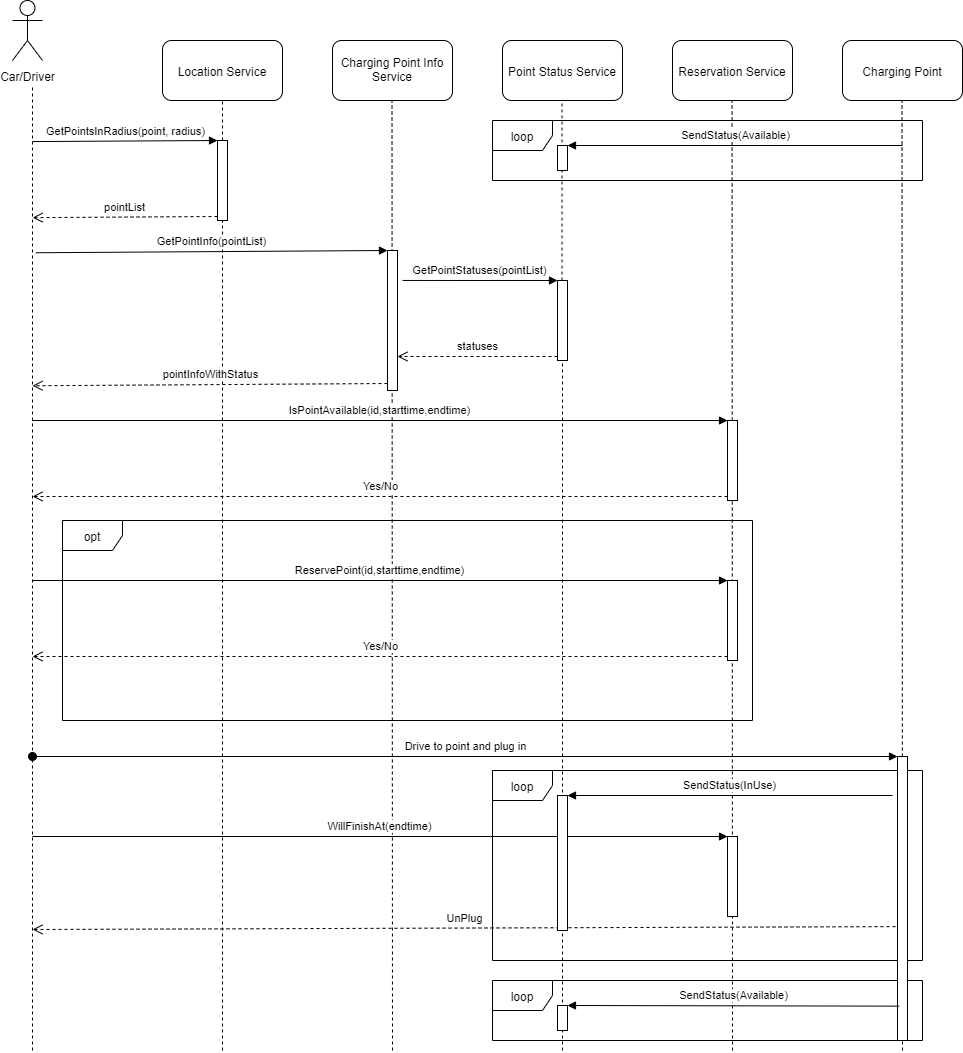 Car/Driver
Location Service
Charging Point Info
Service
Point Status Service
Reservation Service
Charging Point
GetPointsInRadius(point, radius)
loop
SendStatus(Available)
pointList
GetPointInfo(pointList)
GetPointStatuses(pointList)
statuses
pointInfoWithStatus
IsPointAvailable(id,starttime,endtime)
Yes/No
opt
ReservePoint(id,starttime,endtime)
Yes/No
Drive to point and plug in
loop
SendStatus(InUse)
WillFinishAt(endtime)
UnPlug
loop
SendStatus(Available)